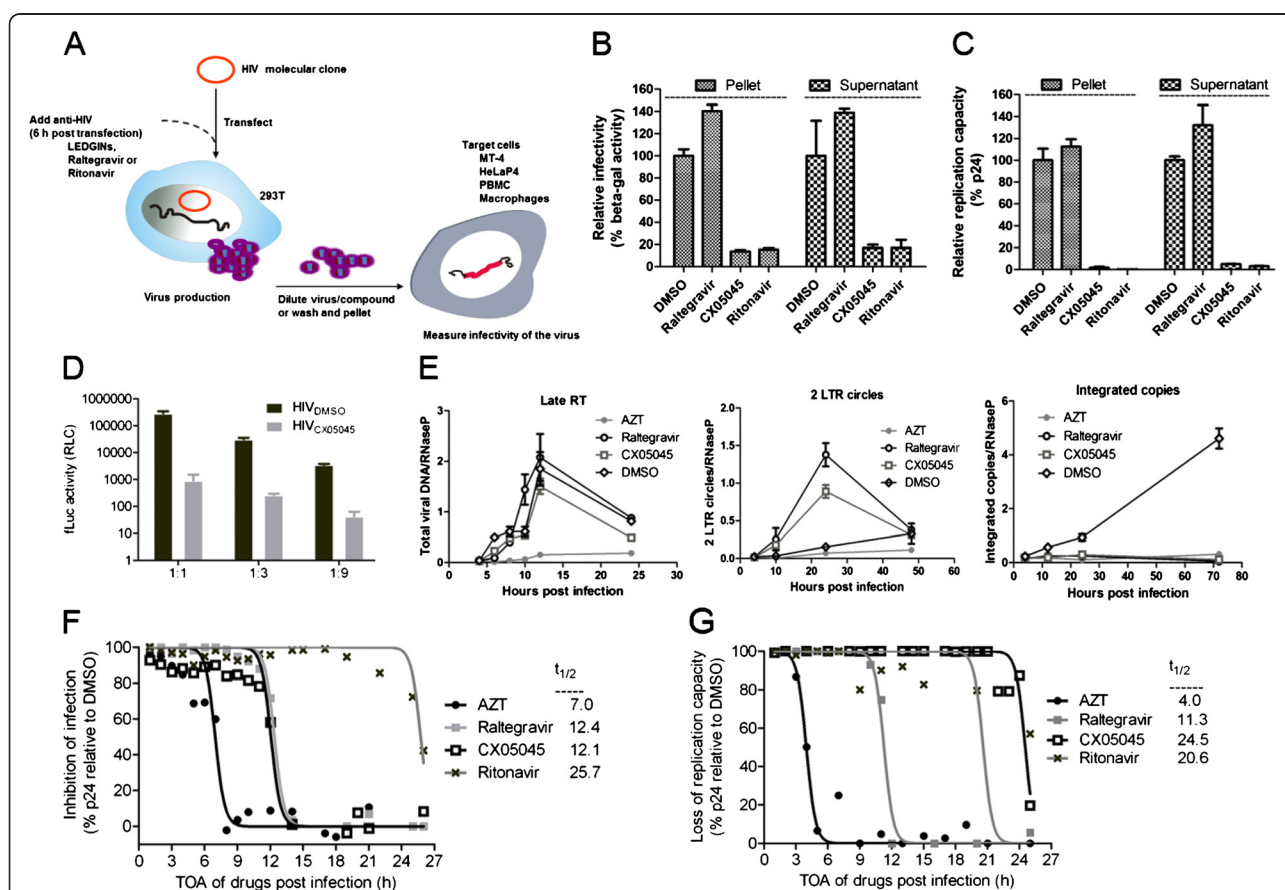 A
HIV molecular clone
Add anti-HIV
(6 h post transfection)
LEDGINs,
Raltegravir or
Ritonavir
Transfect
293T
Target cells
MT-4
HeLaP4
PBMC
Macrophages
Virus production
Dilute virus/compound
or wash and pellet
Measure infectivity of the virus
B
Pellet
Supernatant
Relative infectivity
(% beta-gal activity)
160
140
120
100
80
60
40
20
0
DMSO
Raltegravir
CX05045
Ritonavir
DMSO
Raltegravir
CX05045
Ritonavir
C
Pellet
Supernatant
Relative replication capacity
(% p24)
160
140
120
100
80
60
40
20
0
DMSO
Raltegravir
CX05045
Ritonavir
DMSO
Raltegravir
CX05045
Ritonavir
D
fLuc activity (RLC)
1000000
100000
10000
1000
100
10
1
HIVDMSO
HIVCX05045
1:1
1:3
1:9
E
Late RT
Total viral DNA/RNaseP
3
2
1
0
AZT
Raltegravir
CX05045
DMSO
0 5 10 15 20 25 30
Hours post infection
2 LTR circles
2 LTR circles/RNaseP
2.0
1.5
1.0
0.5
0.0
AZT
Raltegravir
CX05045
DMSO
0 10 20 30 40 50 60
Hours post infection
Integrated copies
Integrated copies/RNaseP
6
4
2
0
AZT
Raltegravir
CX05045
DMSO
0 10 20 30 40 50 60 70 80
Hours post infection
F
Inhibition of infection
(% p24 relative to DMSO)
100
80
60
40
20
0
0 3 6 9 12 15 18 21 24 27
TOA of drugs post infection (h)
t1/2
AZT 7.0
Raltegravir 12.4
CX05045 12.1
Ritonavir 25.7
G
Loss of replication capacity
(% p24 relative to DMSO)
100
80
60
40
20
0
0 3 6 9 12 15 18 21 24 27
TOA of drugs post infection (h)
t1/2
AZT 4.0
Raltegravir 11.3
CX05045 24.5
Ritonavir 20.6